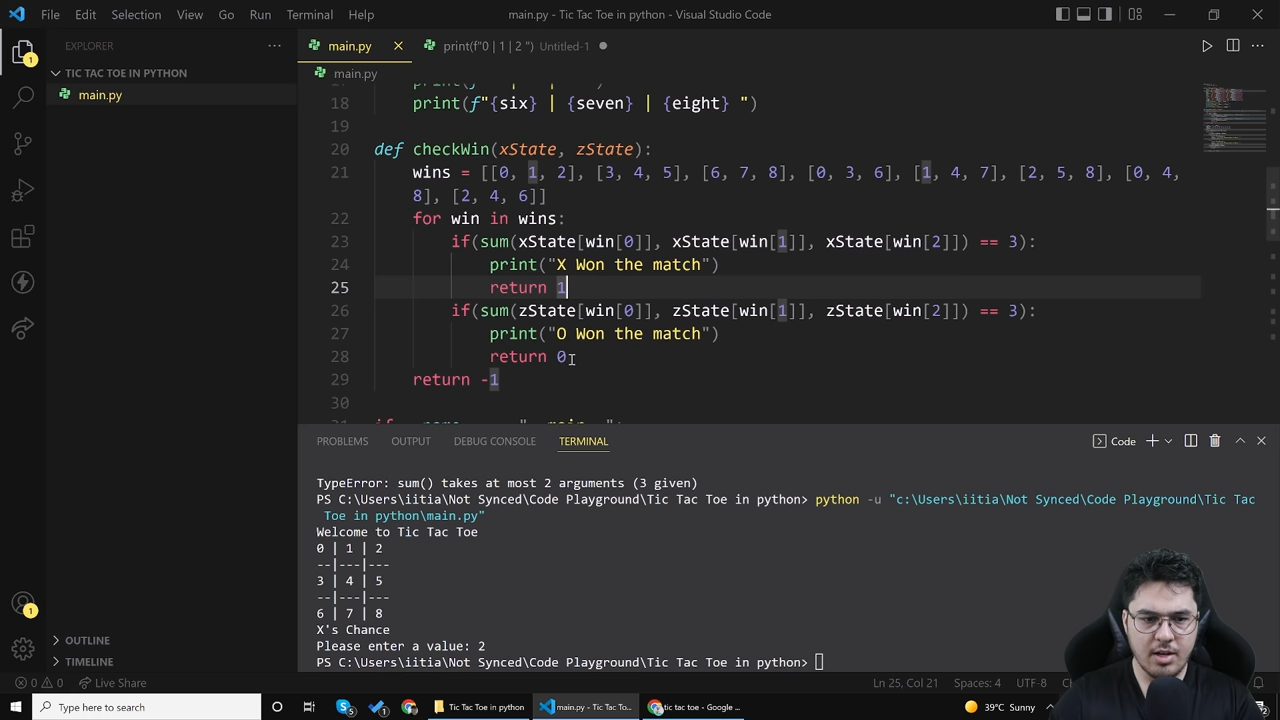 File Edit Selection View Go Run Terminal Help
main.py - Tic Tac Toe in python - Visual Studio Code
EXPLORER
TIC TAC TOE IN PYTHON
main.py
OUTLINE
TIMELINE
main.py
print(f"0 | 1 | 2 ") Untitled-1
main.py
18 print(f"{six} | {seven} | {eight} ")
19
20 def checkWin(xState, zState):
21 wins = [[0, 1, 2], [3, 4, 5], [6, 7, 8], [0, 3, 6], [1, 4, 7], [2, 5, 8], [0, 4,
8], [2, 4, 6]]
22 for win in wins:
23 if(sum(xState[win[0]], xState[win[1]], xState[win[2]]) == 3):
24 print("X Won the match")
25 return 1
26 if(sum(zState[win[0]], zState[win[1]], zState[win[2]]) == 3):
27 print("O Won the match")
28 return 0
29 return -1
30
PROBLEMS OUTPUT DEBUG CONSOLE TERMINAL
Code
TypeError: sum() takes at most 2 arguments (3 given)
PS C:\Users\iitia\Not Synced\Code Playground\Tic Tac Toe in python> python -u "c:\Users\iitia\Not Synced\Code Playground\Tic Tac
Toe in python\main.py"
Welcome to Tic Tac Toe
0 | 1 | 2
--|---|---
3 | 4 | 5
--|---|---
6 | 7 | 8
X's Chance
Please enter a value: 2
PS C:\Users\iitia\Not Synced\Code Playground\Tic Tac Toe in python>
0 0 Live Share
Ln 25, Col 21 Spaces: 4 UTF-8
Type here to search
Tic Tac Toe in python
main.py - Tic Tac To...
tic tac toe - Google ...
39°C Sunny